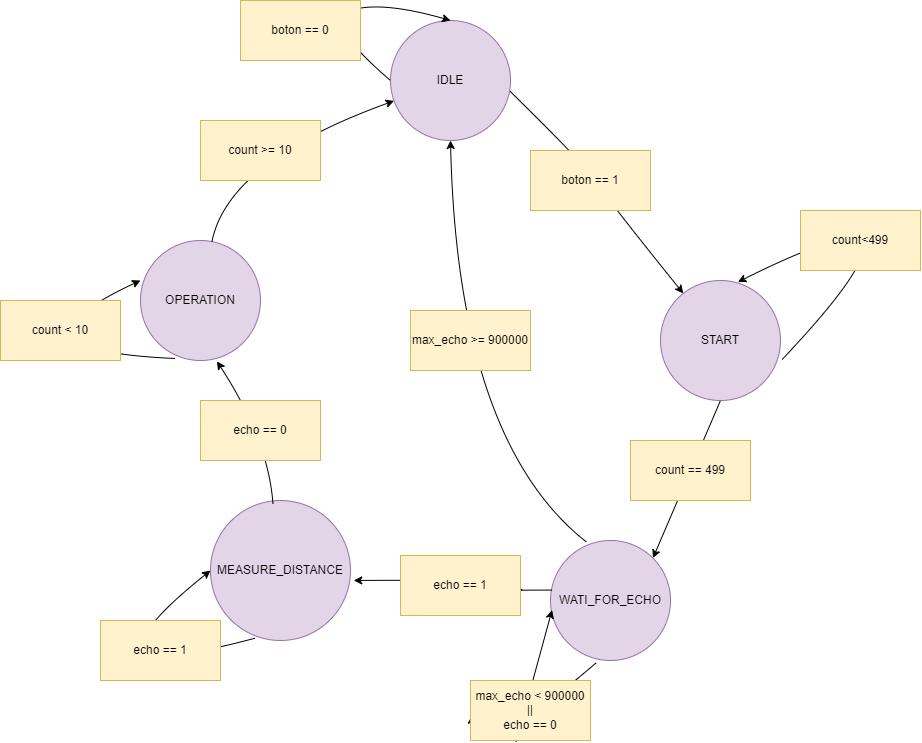 boton == 0
IDLE
count >= 10
boton == 1
count<499
OPERATION
count < 10
max_echo >= 900000
START
echo == 0
count == 499
MEASURE_DISTANCE
echo == 1
WATI_FOR_ECHO
echo == 1
max_echo < 900000
||
echo == 0